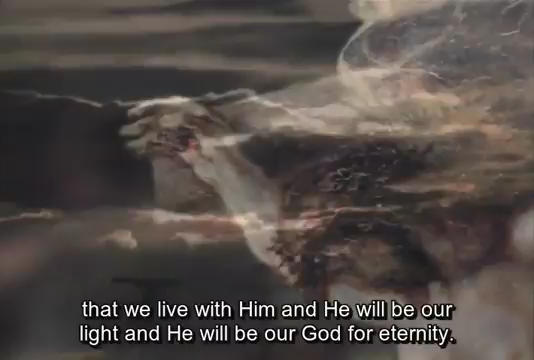 that we live with Him and He will be our
light and He will be our God for eternity.